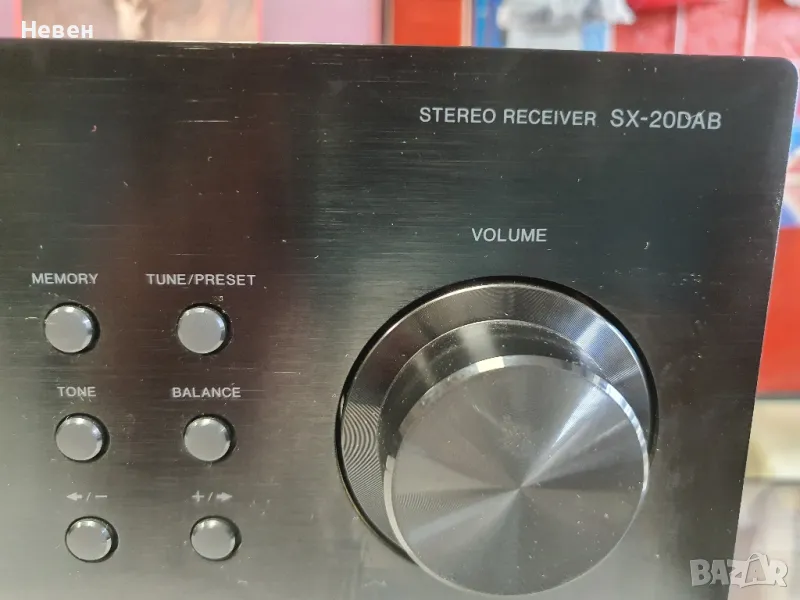 Невен
STEREO RECEIVER SX-20DAB
VOLUME
MEMORY TUNE/PRESET
TONE BALANCE
←/− +/→
BAZAR